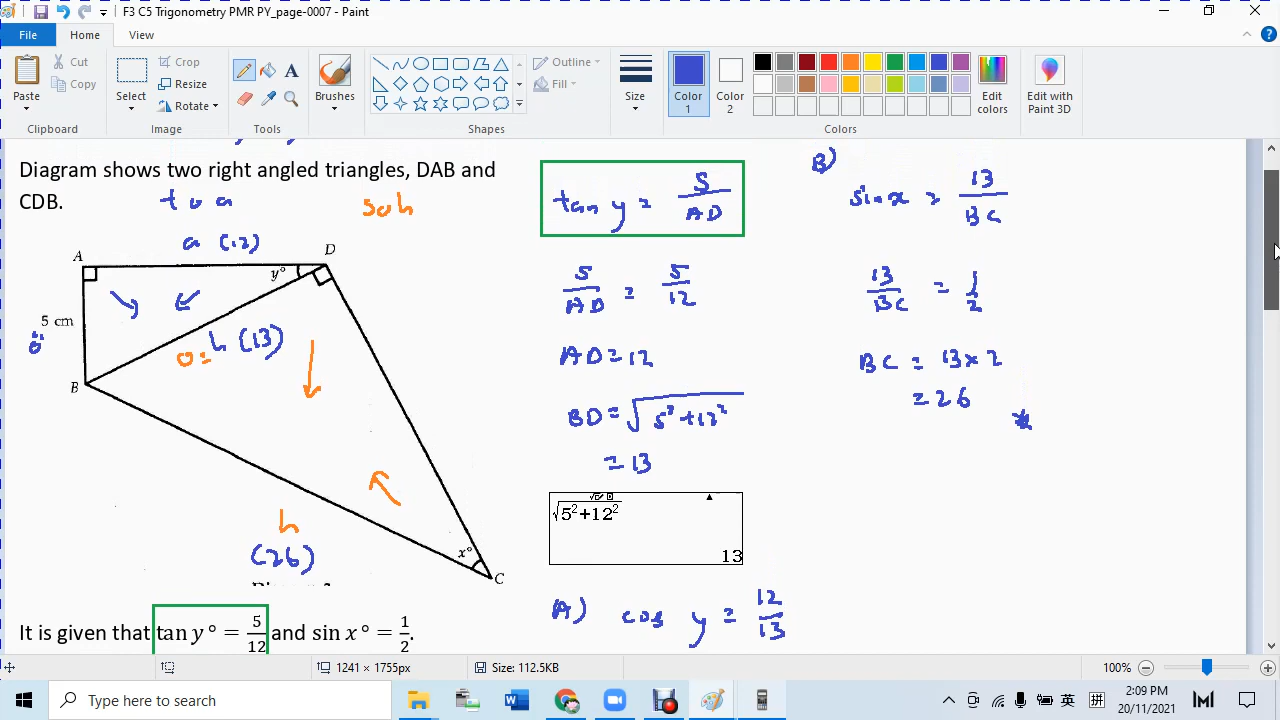 F3 C5 Trigonometry PMR PY_page-0007 - Paint
File Home View
Paste Cut Copy Clipboard
Select Crop Resize Rotate Image
Tools
Brushes
Outline Fill Shapes
Size
Color 1 Color 2 Edit colors Colors
Edit with Paint 3D
Diagram shows two right angled triangles, DAB and
CDB.
t o a
soh
a (12)
A
D
y°
5 cm
o
h (13)
o=
B
h
(26)
x°
C
It is given that tan y° = 5/12 and sin x° = 1/2.
tan y = 5/AD
5/AD = 5/12
AD = 12
BD = √5²+12²
= 13
√5²+12²
13
A) cos y = 12/13
B)
sin x = 13/BC
13/BC = 1/2
BC = 13 x 2
= 26
1241 × 1755px
Size: 112.5KB
100%
Type here to search
英
拼
2:09 PM
20/11/2021